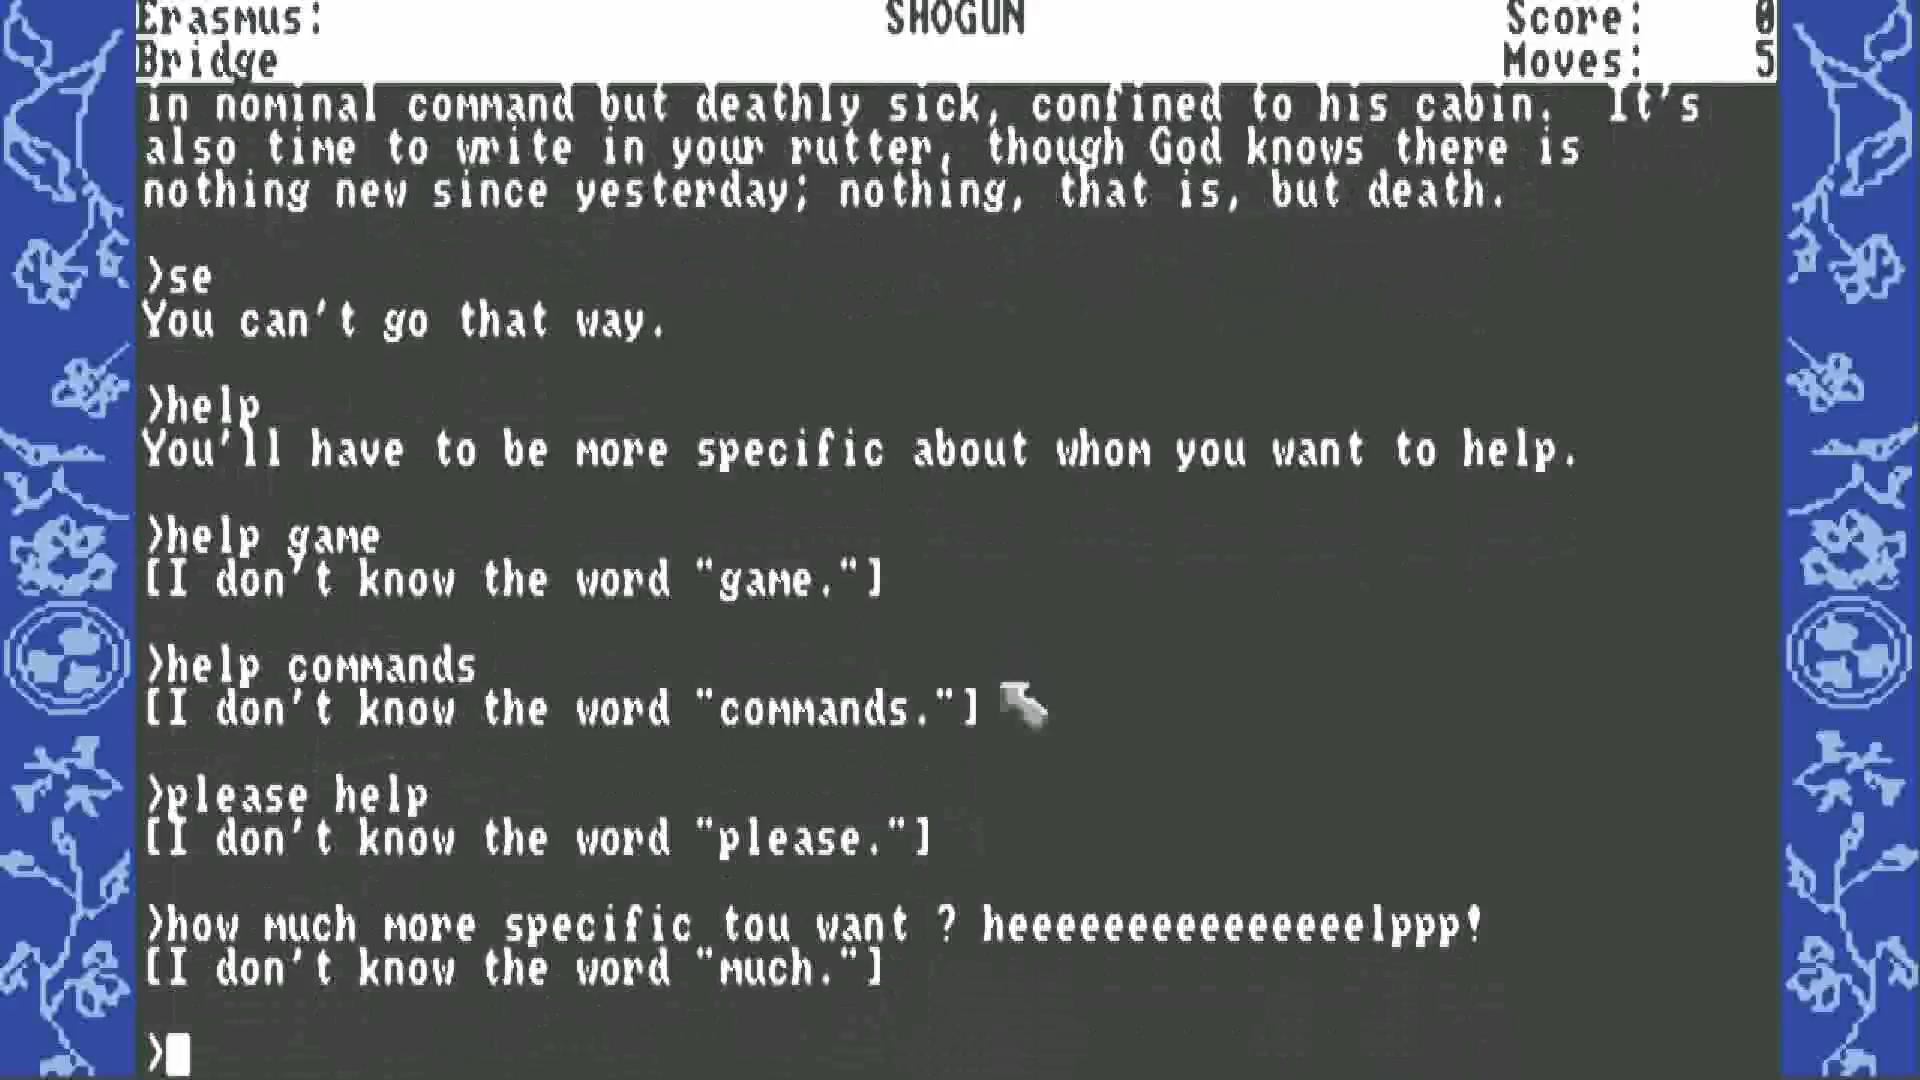 Erasmus: SHOGUN Score: 0
Bridge Moves: 5
in nominal command but deathly sick, confined to his cabin. It's
also time to write in your rutter, though God knows there is
nothing new since yesterday; nothing, that is, but death.
>se
You can't go that way.
>help
You'll have to be more specific about whom you want to help.
>help game
[I don't know the word "game."]
>help commands
[I don't know the word "commands."]
>please help
[I don't know the word "please."]
>how much more specific tou want ? heeeeeeeeeeeeeeelppp!
[I don't know the word "much."]
>